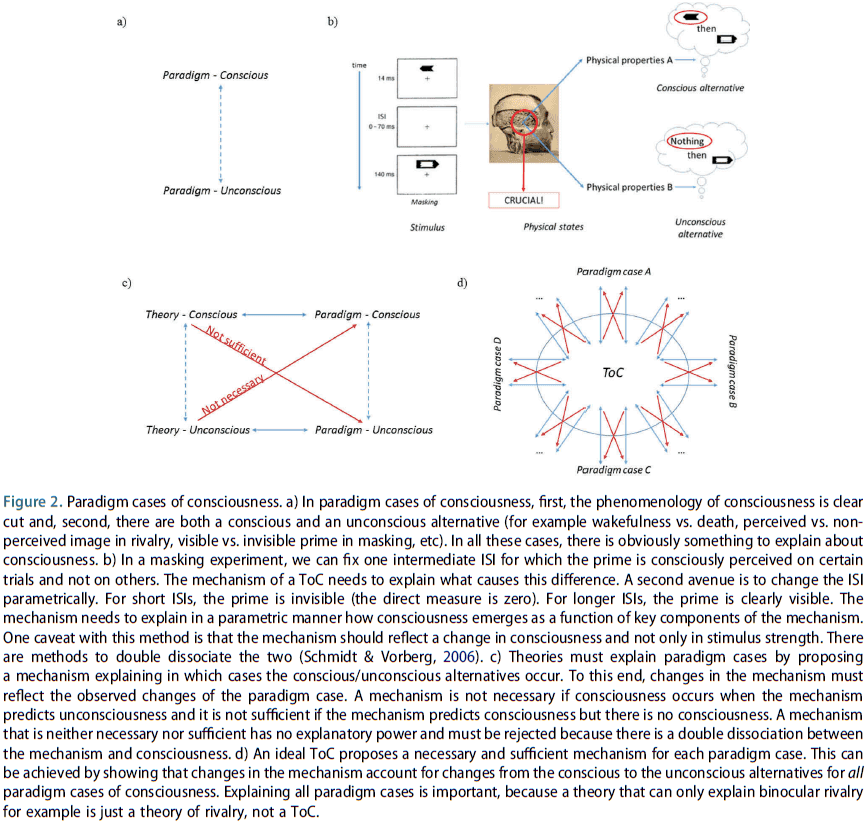 a)
Paradigm - Conscious
Paradigm - Unconscious
b)
time
14 ms
ISI
0 – 70 ms
140 ms
Masking
Stimulus
CRUCIAL!
Physical states
Physical properties A
then
Conscious alternative
Physical properties B
Nothing
then
Unconscious
alternative
c)
Theory - Conscious
Paradigm - Conscious
Not sufficient
Not necessary
Theory - Unconscious
Paradigm - Unconscious
d)
Paradigm case A
...
...
Paradigm case D
ToC
Paradigm case B
...
...
Paradigm case C
Figure 2. Paradigm cases of consciousness. a) In paradigm cases of consciousness, first, the phenomenology of consciousness is clear
cut and, second, there are both a conscious and an unconscious alternative (for example wakefulness vs. death, perceived vs. non-
perceived image in rivalry, visible vs. invisible prime in masking, etc). In all these cases, there is obviously something to explain about
consciousness. b) In a masking experiment, we can fix one intermediate ISI for which the prime is consciously perceived on certain
trials and not on others. The mechanism of a ToC needs to explain what causes this difference. A second avenue is to change the ISI
parametrically. For short ISIs, the prime is invisible (the direct measure is zero). For longer ISIs, the prime is clearly visible. The
mechanism needs to explain in a parametric manner how consciousness emerges as a function of key components of the mechanism.
One caveat with this method is that the mechanism should reflect a change in consciousness and not only in stimulus strength. There
are methods to double dissociate the two (Schmidt & Vorberg, 2006). c) Theories must explain paradigm cases by proposing
a mechanism explaining in which cases the conscious/unconscious alternatives occur. To this end, changes in the mechanism must
reflect the observed changes of the paradigm case. A mechanism is not necessary if consciousness occurs when the mechanism
predicts unconsciousness and it is not sufficient if the mechanism predicts consciousness but there is no consciousness. A mechanism
that is neither necessary nor sufficient has no explanatory power and must be rejected because there is a double dissociation between
the mechanism and consciousness. d) An ideal ToC proposes a necessary and sufficient mechanism for each paradigm case. This can
be achieved by showing that changes in the mechanism account for changes from the conscious to the unconscious alternatives for all
paradigm cases of consciousness. Explaining all paradigm cases is important, because a theory that can only explain binocular rivalry
for example is just a theory of rivalry, not a ToC.